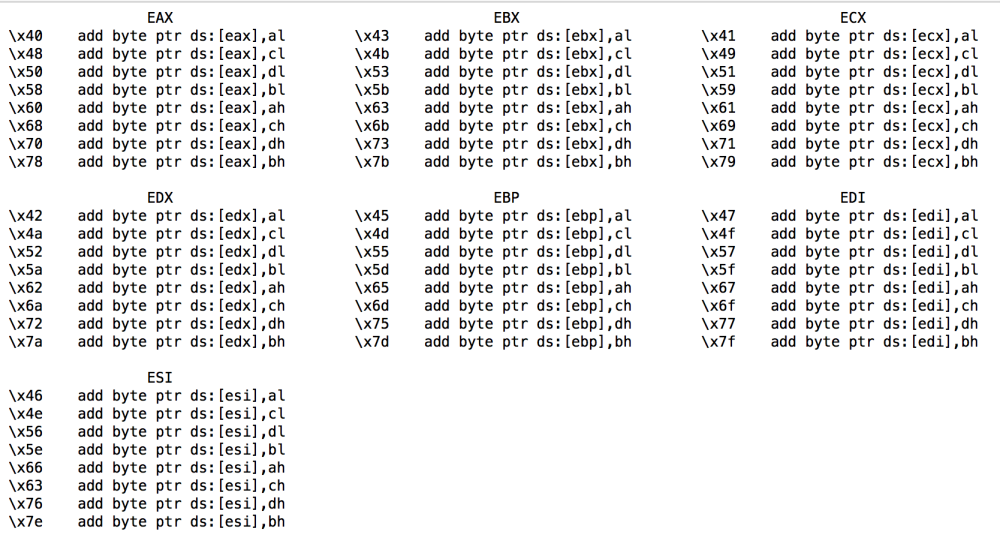 EAX EBX ECX
\x40 add byte ptr ds:[eax],al \x43 add byte ptr ds:[ebx],al \x41 add byte ptr ds:[ecx],al
\x48 add byte ptr ds:[eax],cl \x4b add byte ptr ds:[ebx],cl \x49 add byte ptr ds:[ecx],cl
\x50 add byte ptr ds:[eax],dl \x53 add byte ptr ds:[ebx],dl \x51 add byte ptr ds:[ecx],dl
\x58 add byte ptr ds:[eax],bl \x5b add byte ptr ds:[ebx],bl \x59 add byte ptr ds:[ecx],bl
\x60 add byte ptr ds:[eax],ah \x63 add byte ptr ds:[ebx],ah \x61 add byte ptr ds:[ecx],ah
\x68 add byte ptr ds:[eax],ch \x6b add byte ptr ds:[ebx],ch \x69 add byte ptr ds:[ecx],ch
\x70 add byte ptr ds:[eax],dh \x73 add byte ptr ds:[ebx],dh \x71 add byte ptr ds:[ecx],dh
\x78 add byte ptr ds:[eax],bh \x7b add byte ptr ds:[ebx],bh \x79 add byte ptr ds:[ecx],bh
EDX EBP EDI
\x42 add byte ptr ds:[edx],al \x45 add byte ptr ds:[ebp],al \x47 add byte ptr ds:[edi],al
\x4a add byte ptr ds:[edx],cl \x4d add byte ptr ds:[ebp],cl \x4f add byte ptr ds:[edi],cl
\x52 add byte ptr ds:[edx],dl \x55 add byte ptr ds:[ebp],dl \x57 add byte ptr ds:[edi],dl
\x5a add byte ptr ds:[edx],bl \x5d add byte ptr ds:[ebp],bl \x5f add byte ptr ds:[edi],bl
\x62 add byte ptr ds:[edx],ah \x65 add byte ptr ds:[ebp],ah \x67 add byte ptr ds:[edi],ah
\x6a add byte ptr ds:[edx],ch \x6d add byte ptr ds:[ebp],ch \x6f add byte ptr ds:[edi],ch
\x72 add byte ptr ds:[edx],dh \x75 add byte ptr ds:[ebp],dh \x77 add byte ptr ds:[edi],dh
\x7a add byte ptr ds:[edx],bh \x7d add byte ptr ds:[ebp],bh \x7f add byte ptr ds:[edi],bh
ESI
\x46 add byte ptr ds:[esi],al
\x4e add byte ptr ds:[esi],cl
\x56 add byte ptr ds:[esi],dl
\x5e add byte ptr ds:[esi],bl
\x66 add byte ptr ds:[esi],ah
\x63 add byte ptr ds:[esi],ch
\x76 add byte ptr ds:[esi],dh
\x7e add byte ptr ds:[esi],bh